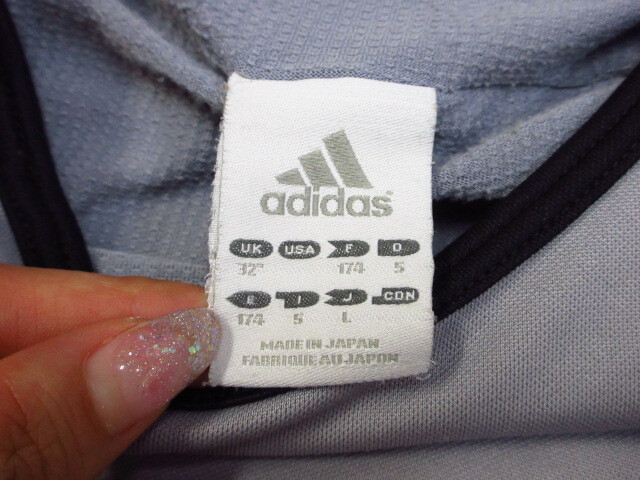 adidas
UK USA F D
32" 174 5
E I J CDN
174 5 L
MADE IN JAPAN
FABRIQUE AU JAPON